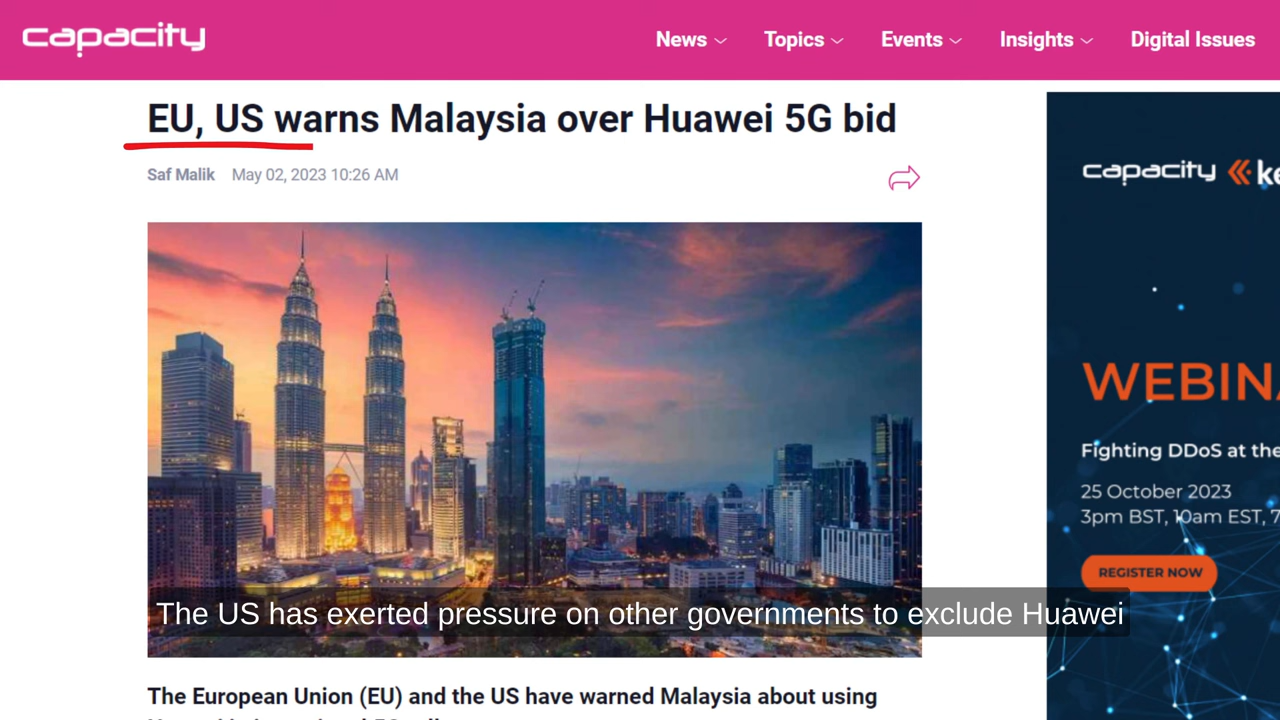 capacity
News Topics Events Insights Digital Issues
EU, US warns Malaysia over Huawei 5G bid
Saf Malik May 02, 2023 10:26 AM
capacity
WEBIN
Fighting DDoS at the
25 October 2023
3pm BST, 10am EST, 7
REGISTER NOW
The US has exerted pressure on other governments to exclude Huawei
The European Union (EU) and the US have warned Malaysia about using